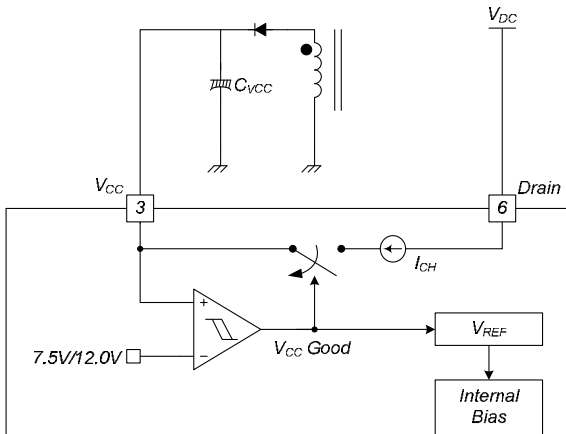 V_DC
C_VCC
V_CC
Drain
3
6
I_CH
+
7.5V/12.0V
−
V_CC Good
V_REF
Internal
Bias